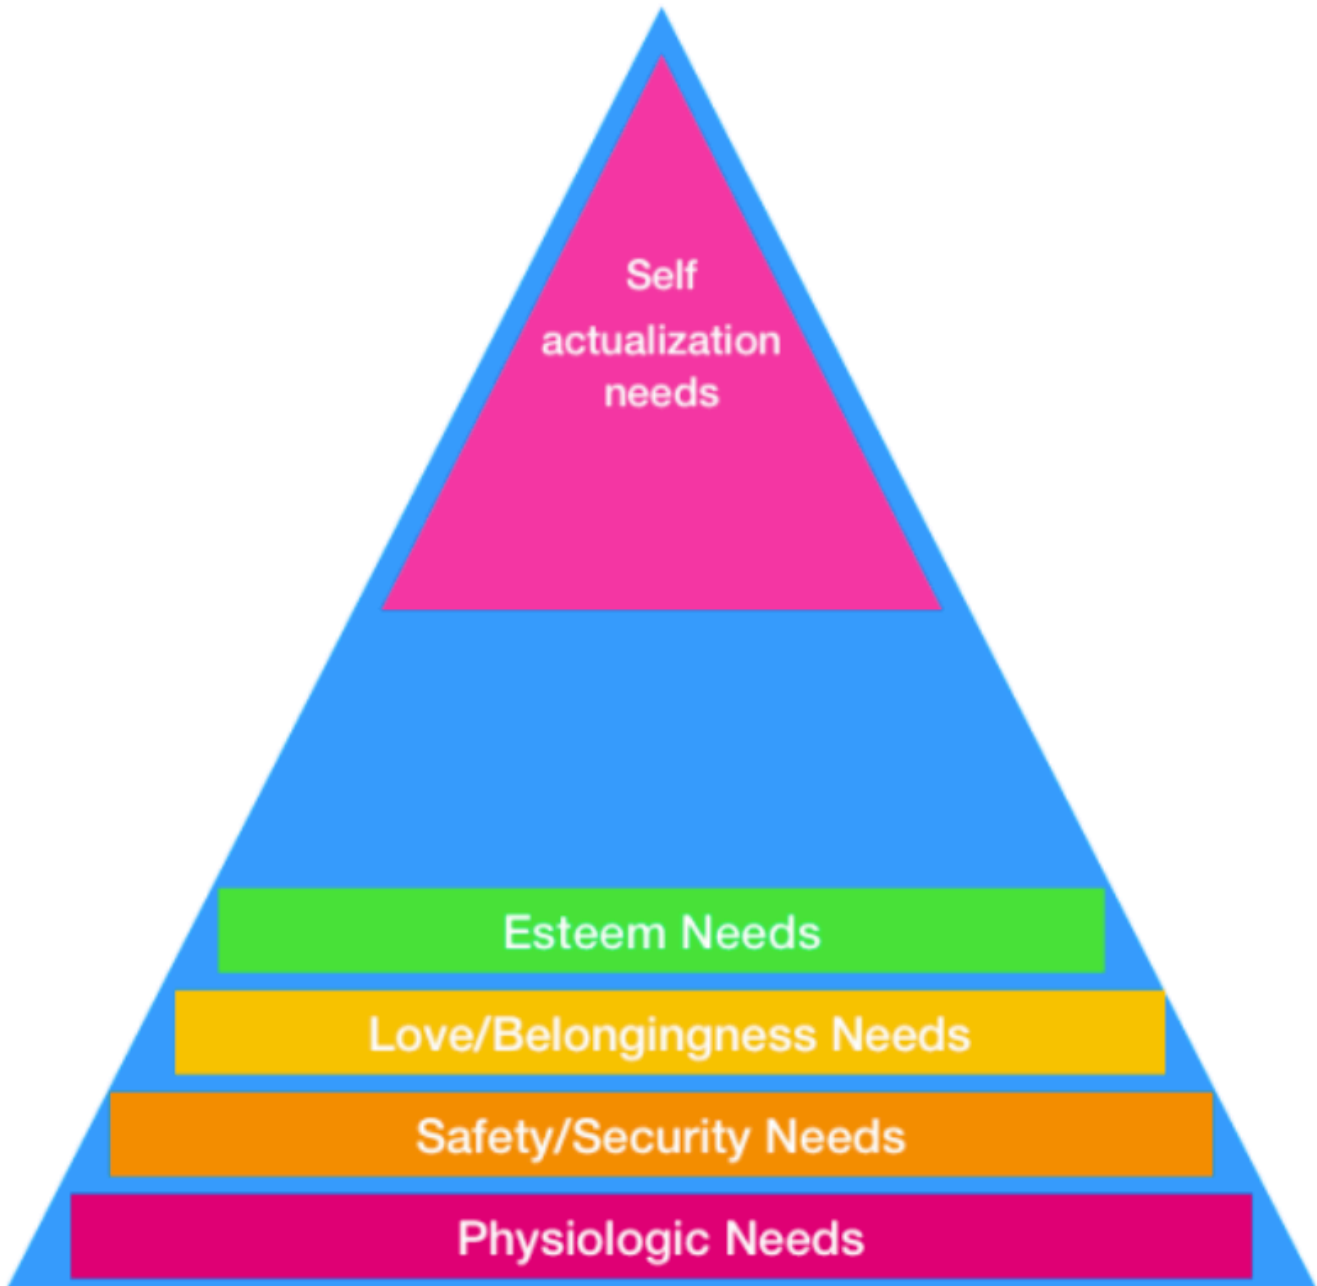 Self
actualization
needs
Esteem Needs
Love/Belongingness Needs
Safety/Security Needs
Physiologic Needs